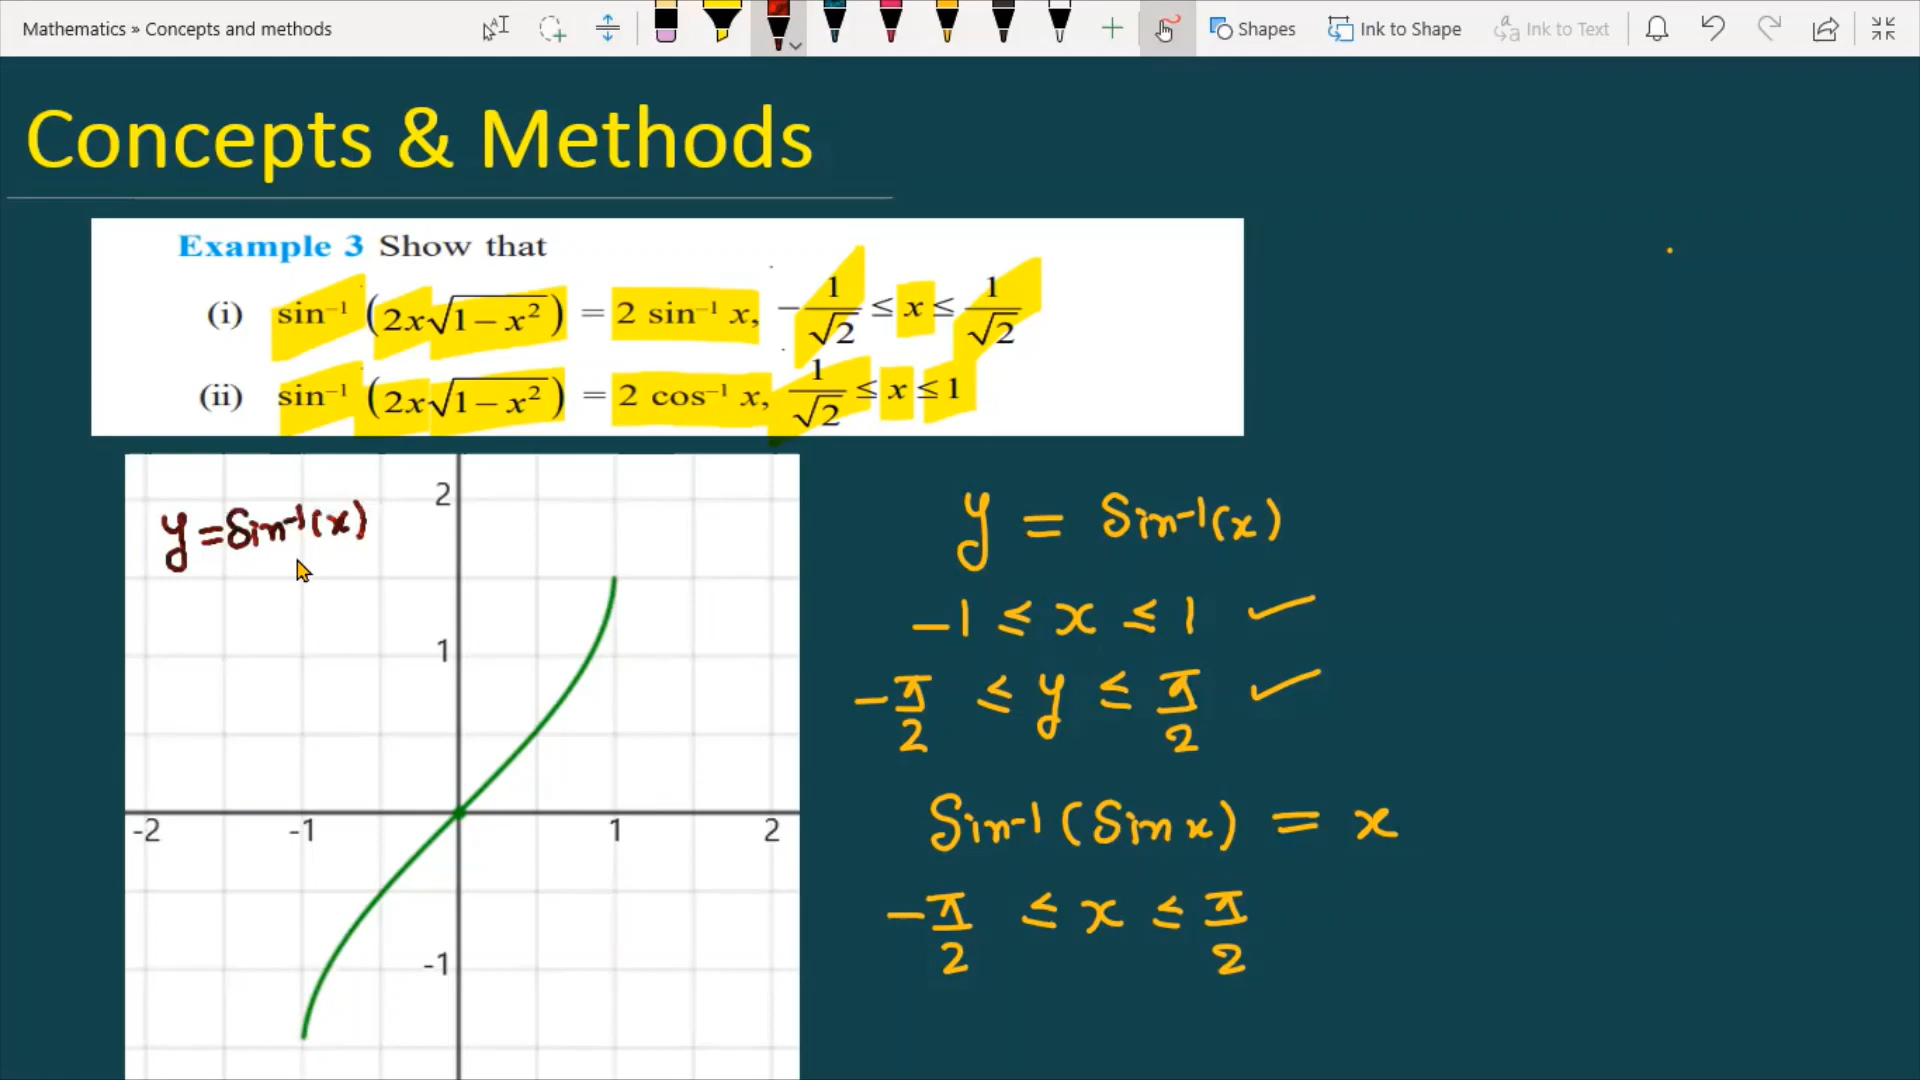 Mathematics » Concepts and methods
Shapes
Ink to Shape
Ink to Text
Concepts & Methods
Example 3 Show that
(i) sin⁻¹ (2x√1 − x²) = 2 sin⁻¹ x, − 1/√2 ≤ x ≤ 1/√2
(ii) sin⁻¹ (2x√1 − x²) = 2 cos⁻¹ x, 1/√2 ≤ x ≤ 1
y = Sin⁻¹(x)
2
1
-2 -1 1 2
-1
y = Sin⁻¹(x)
−1 ≤ x ≤ 1 ✓
−π/2 ≤ y ≤ π/2 ✓
Sin⁻¹(Sin x) = x
−π/2 ≤ x ≤ π/2